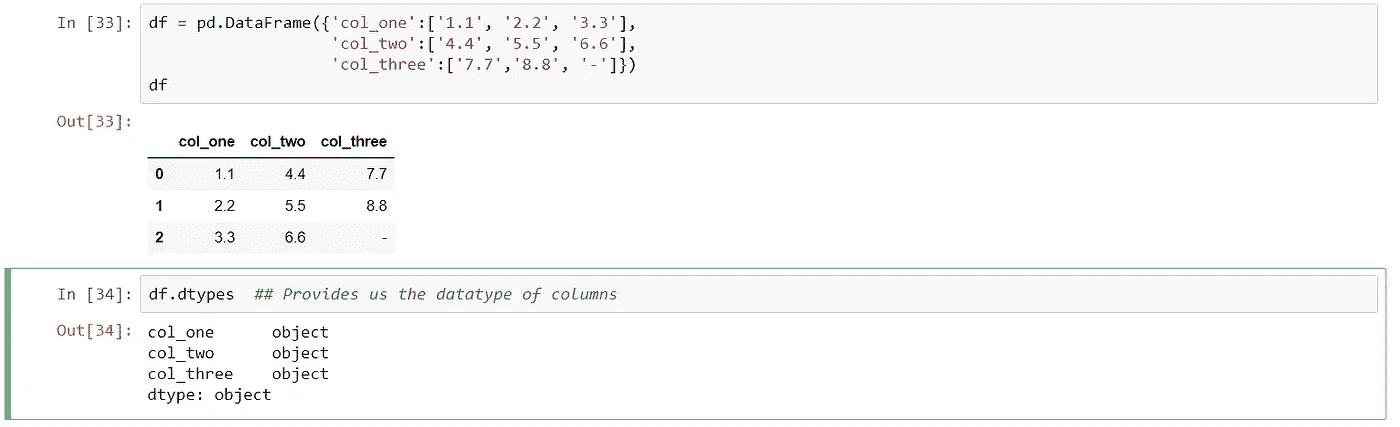 In [33]: df = pd.DataFrame({'col_one':['1.1', '2.2', '3.3'],
'col_two':['4.4', '5.5', '6.6'],
'col_three':['7.7','8.8', '-']})
df
Out[33]:
col_one col_two col_three
0 1.1 4.4 7.7
1 2.2 5.5 8.8
2 3.3 6.6 -
In [34]: df.dtypes ## Provides us the datatype of columns
Out[34]: col_one object
col_two object
col_three object
dtype: object